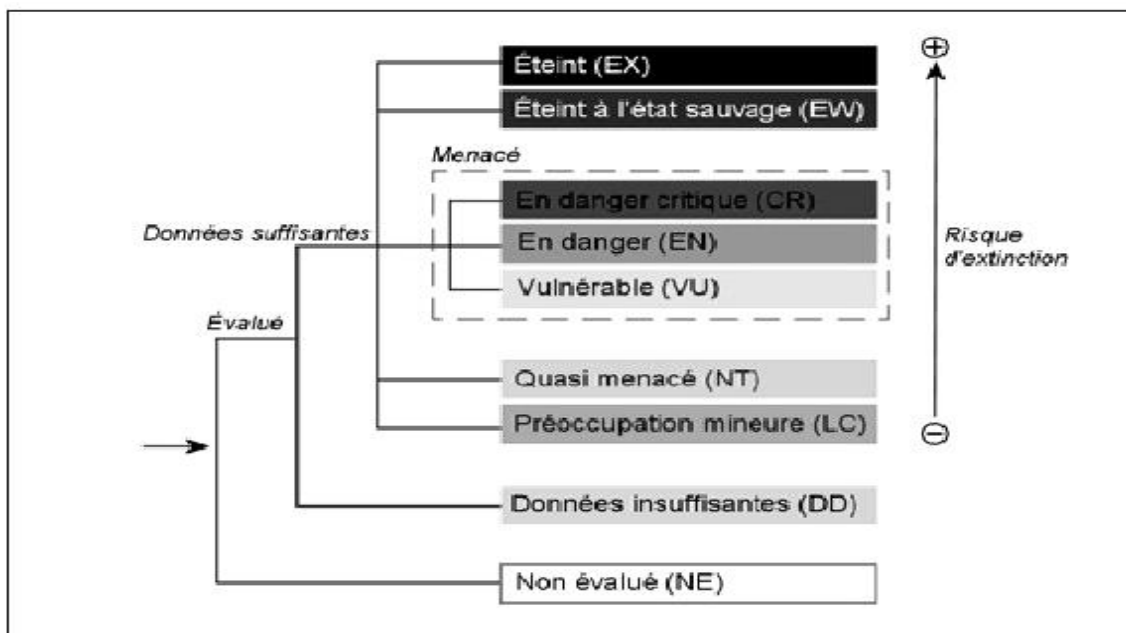 Éteint (EX)
Éteint à l'état sauvage (EW)
Menacé
En danger critique (CR)
Données suffisantes
En danger (EN)
Risque
d'extinction
Vulnérable (VU)
Évalué
Quasi menacé (NT)
Préoccupation mineure (LC)
Données insuffisantes (DD)
Non évalué (NE)